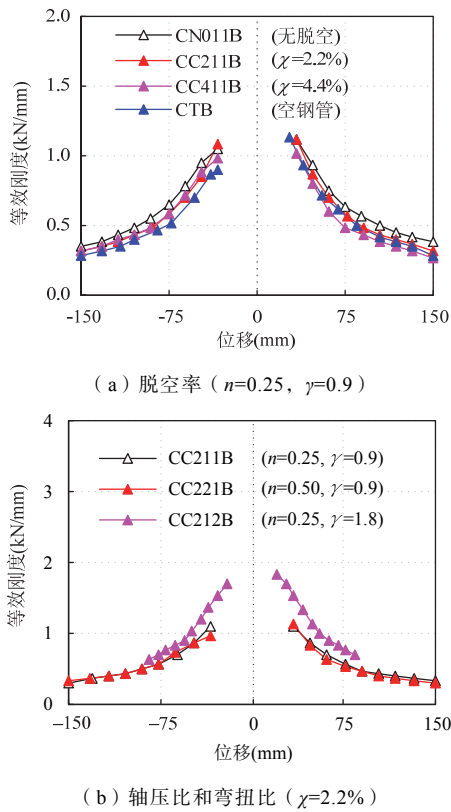 2.0
CN011B (无脱空)
CC211B (χ=2.2%)
1.5
CC411B (χ=4.4%)
CTB (空钢管)
1.0
0.5
0.0
等效刚度(kN/mm)
-150 -75 0 75 150
位移(mm)
（a）脱空率（n=0.25，γ=0.9）
4
CC211B (n=0.25, γ=0.9)
3
CC221B (n=0.50, γ=0.9)
CC212B (n=0.25, γ=1.8)
2
1
0
等效刚度(kN/mm)
−150 −75 0 75 150
位移(mm)
（b）轴压比和弯扭比（χ=2.2%）